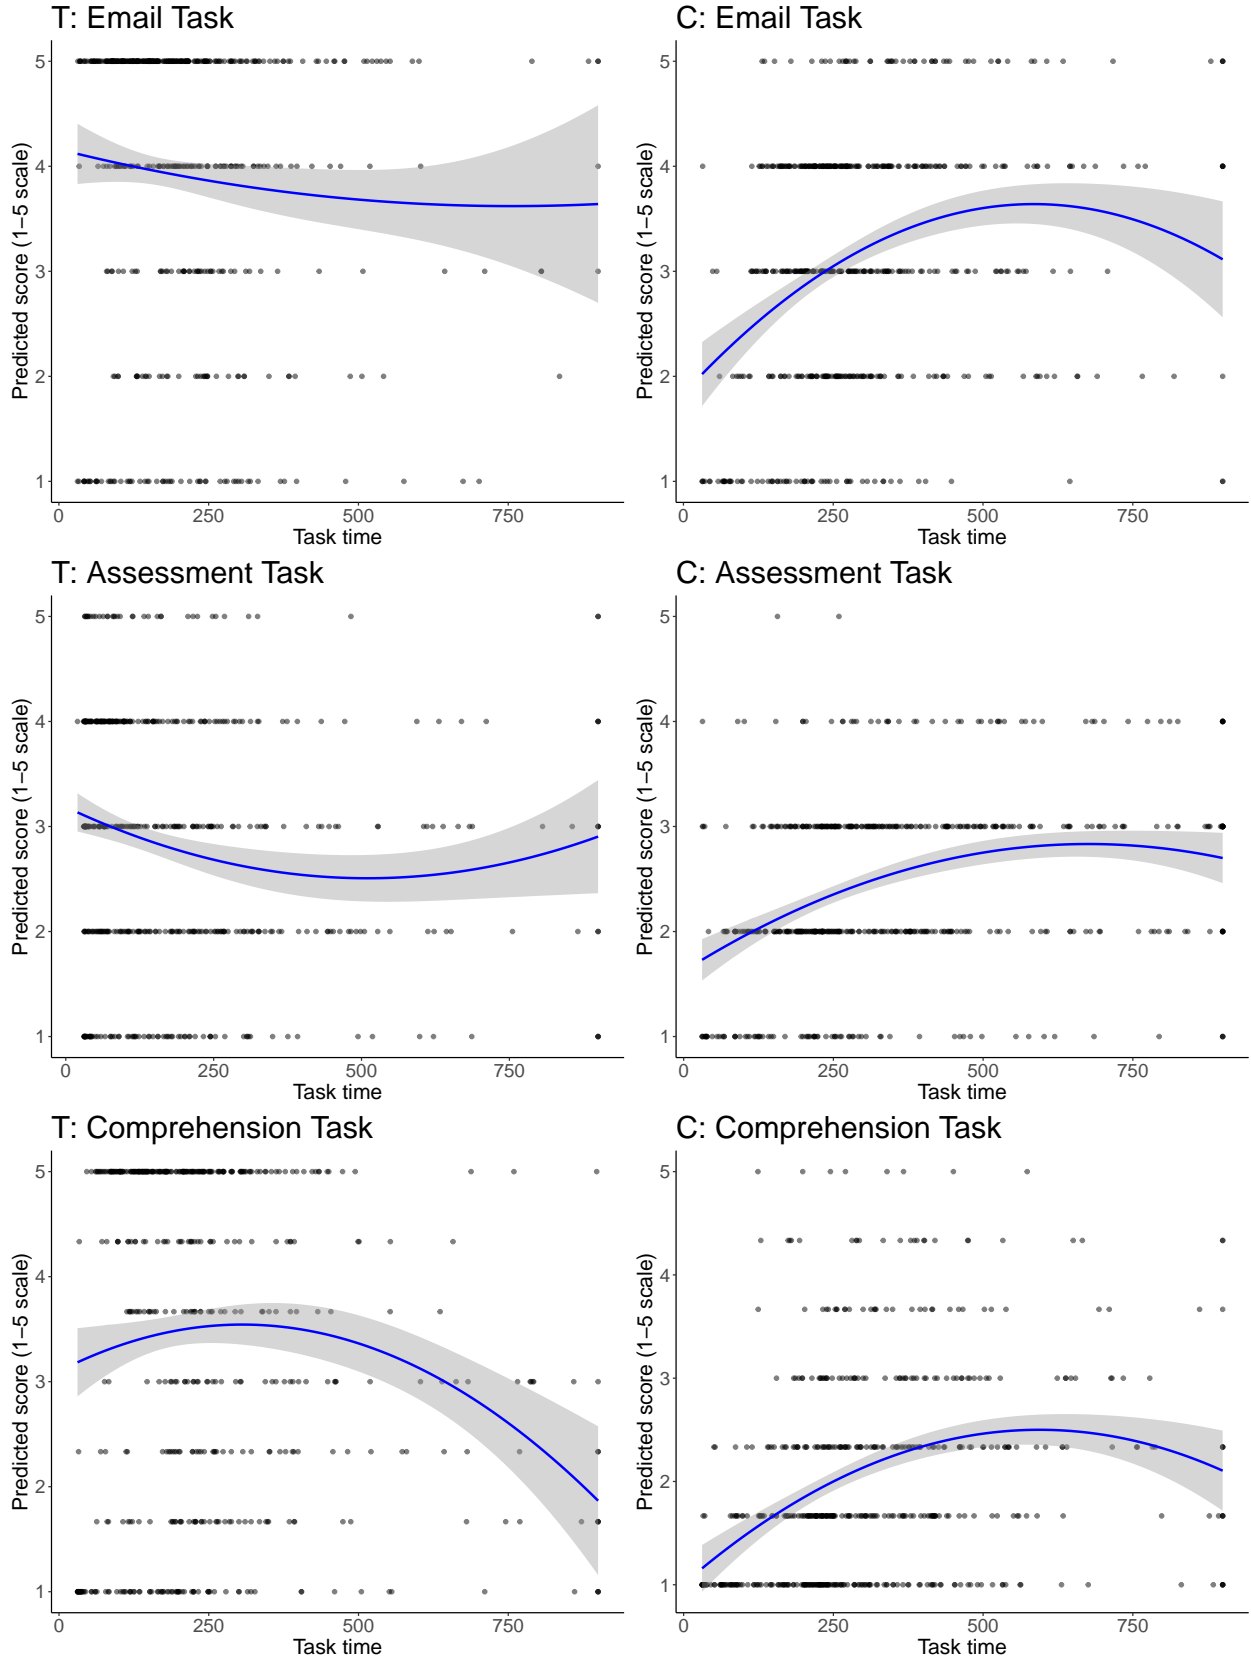 T: Email Task
C: Email Task
Predicted score (1−5 scale)
5
4
3
2
1
0 250 500 750
Task time
Predicted score (1−5 scale)
5
4
3
2
1
0 250 500 750
Task time
T: Assessment Task
C: Assessment Task
Predicted score (1−5 scale)
5
4
3
2
1
0 250 500 750
Task time
Predicted score (1−5 scale)
5
4
3
2
1
0 250 500 750
Task time
T: Comprehension Task
C: Comprehension Task
Predicted score (1−5 scale)
5
4
3
2
1
0 250 500 750
Task time
Predicted score (1−5 scale)
5
4
3
2
1
0 250 500 750
Task time